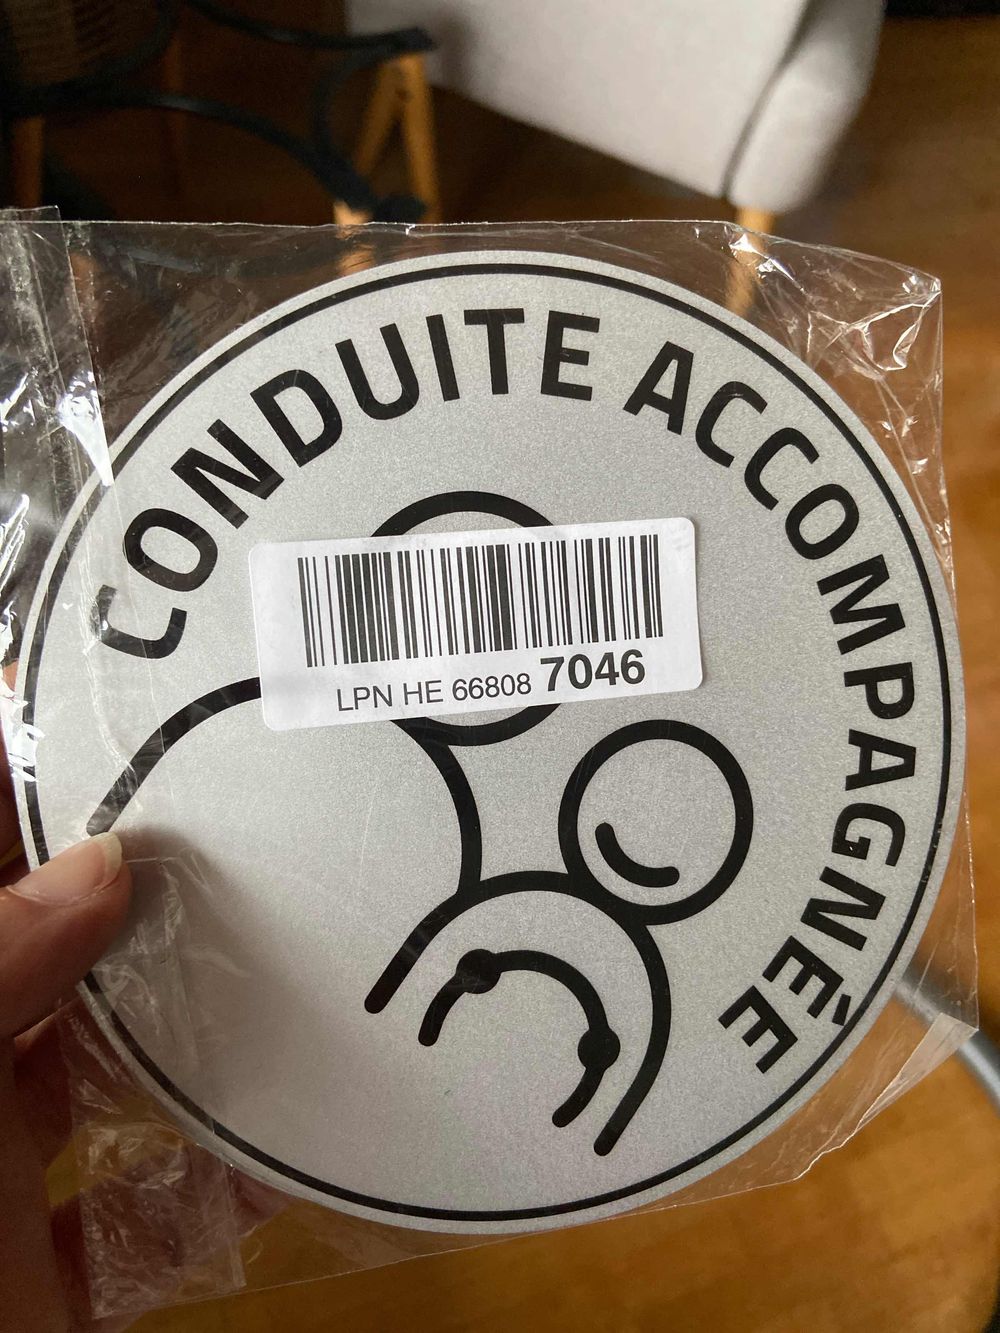 CONDUITE ACCOMPAGNÉE
LPN HE 66808 7046